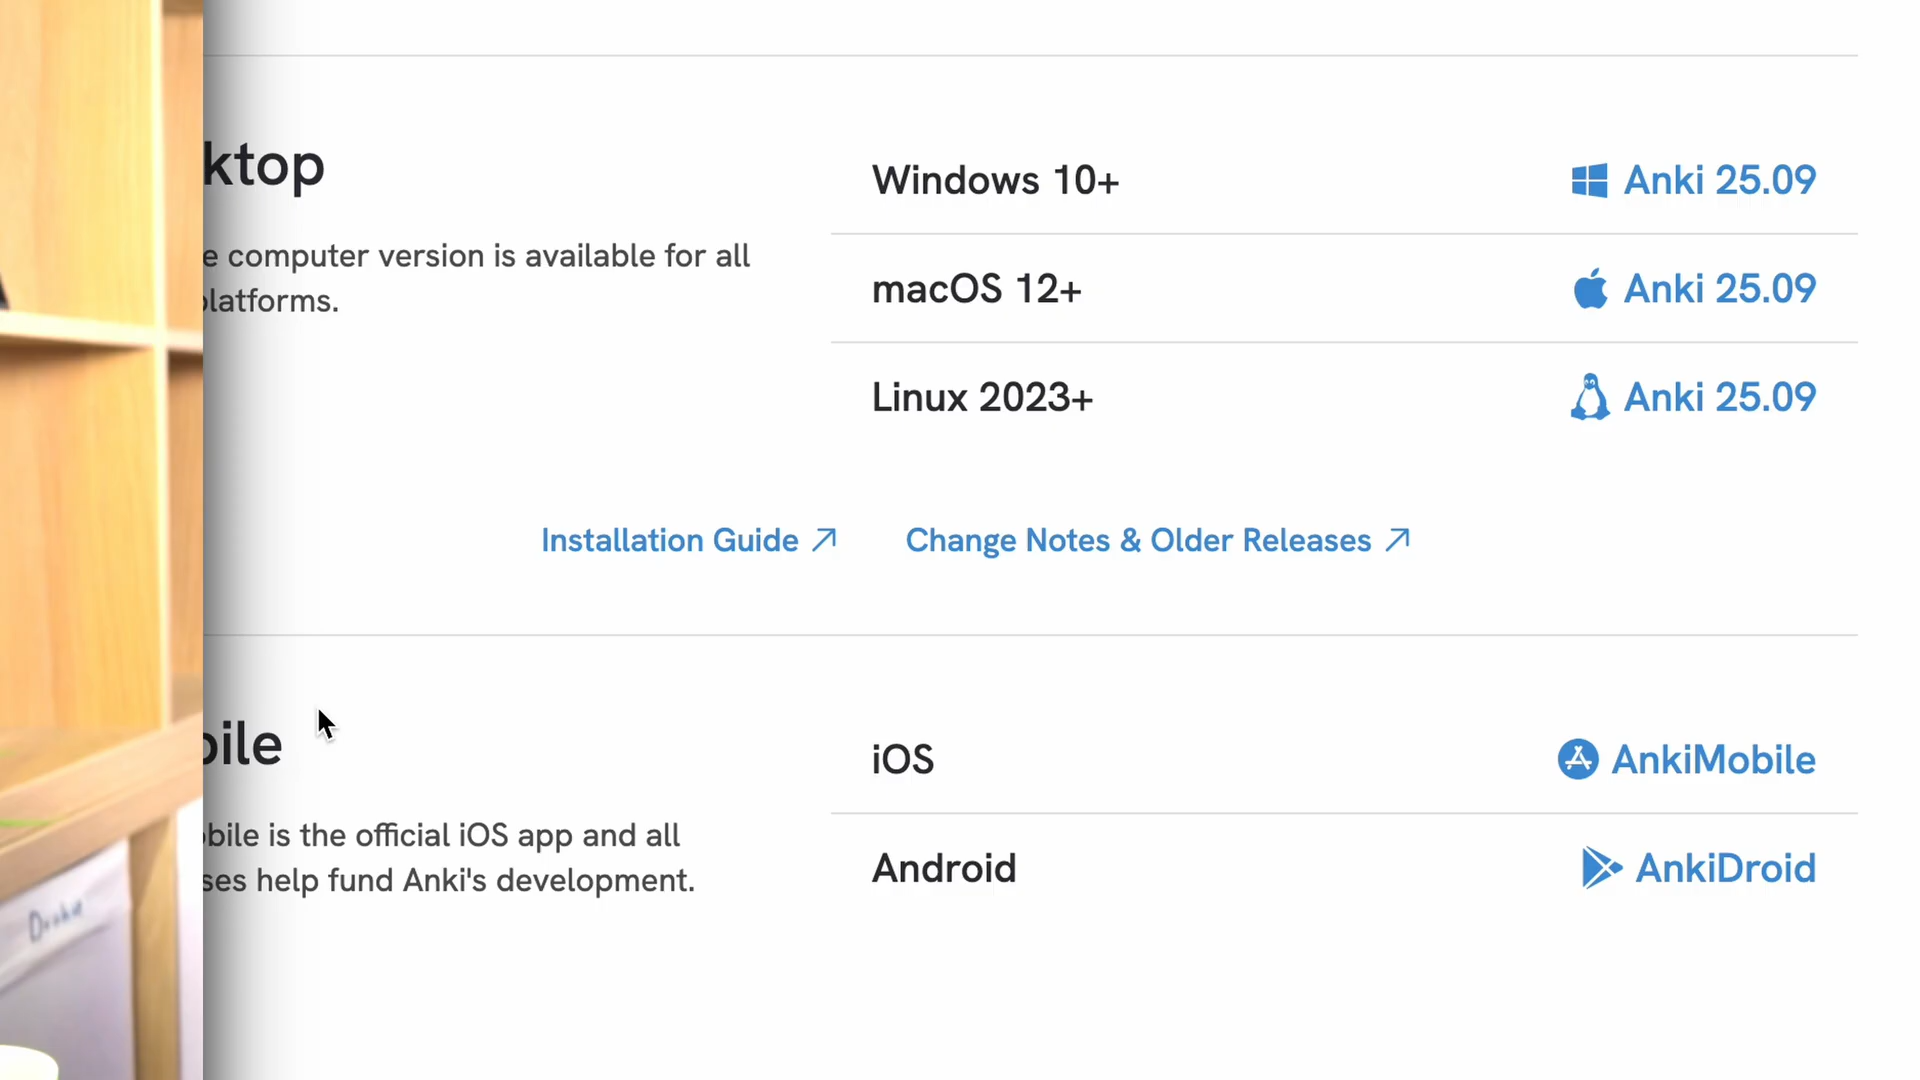 ktop
e computer version is available for all
platforms.
Windows 10+
Anki 25.09
macOS 12+
Anki 25.09
Linux 2023+
Anki 25.09
Installation Guide
Change Notes & Older Releases
bile
bile is the official iOS app and all
ses help fund Anki's development.
iOS
AnkiMobile
Android
AnkiDroid